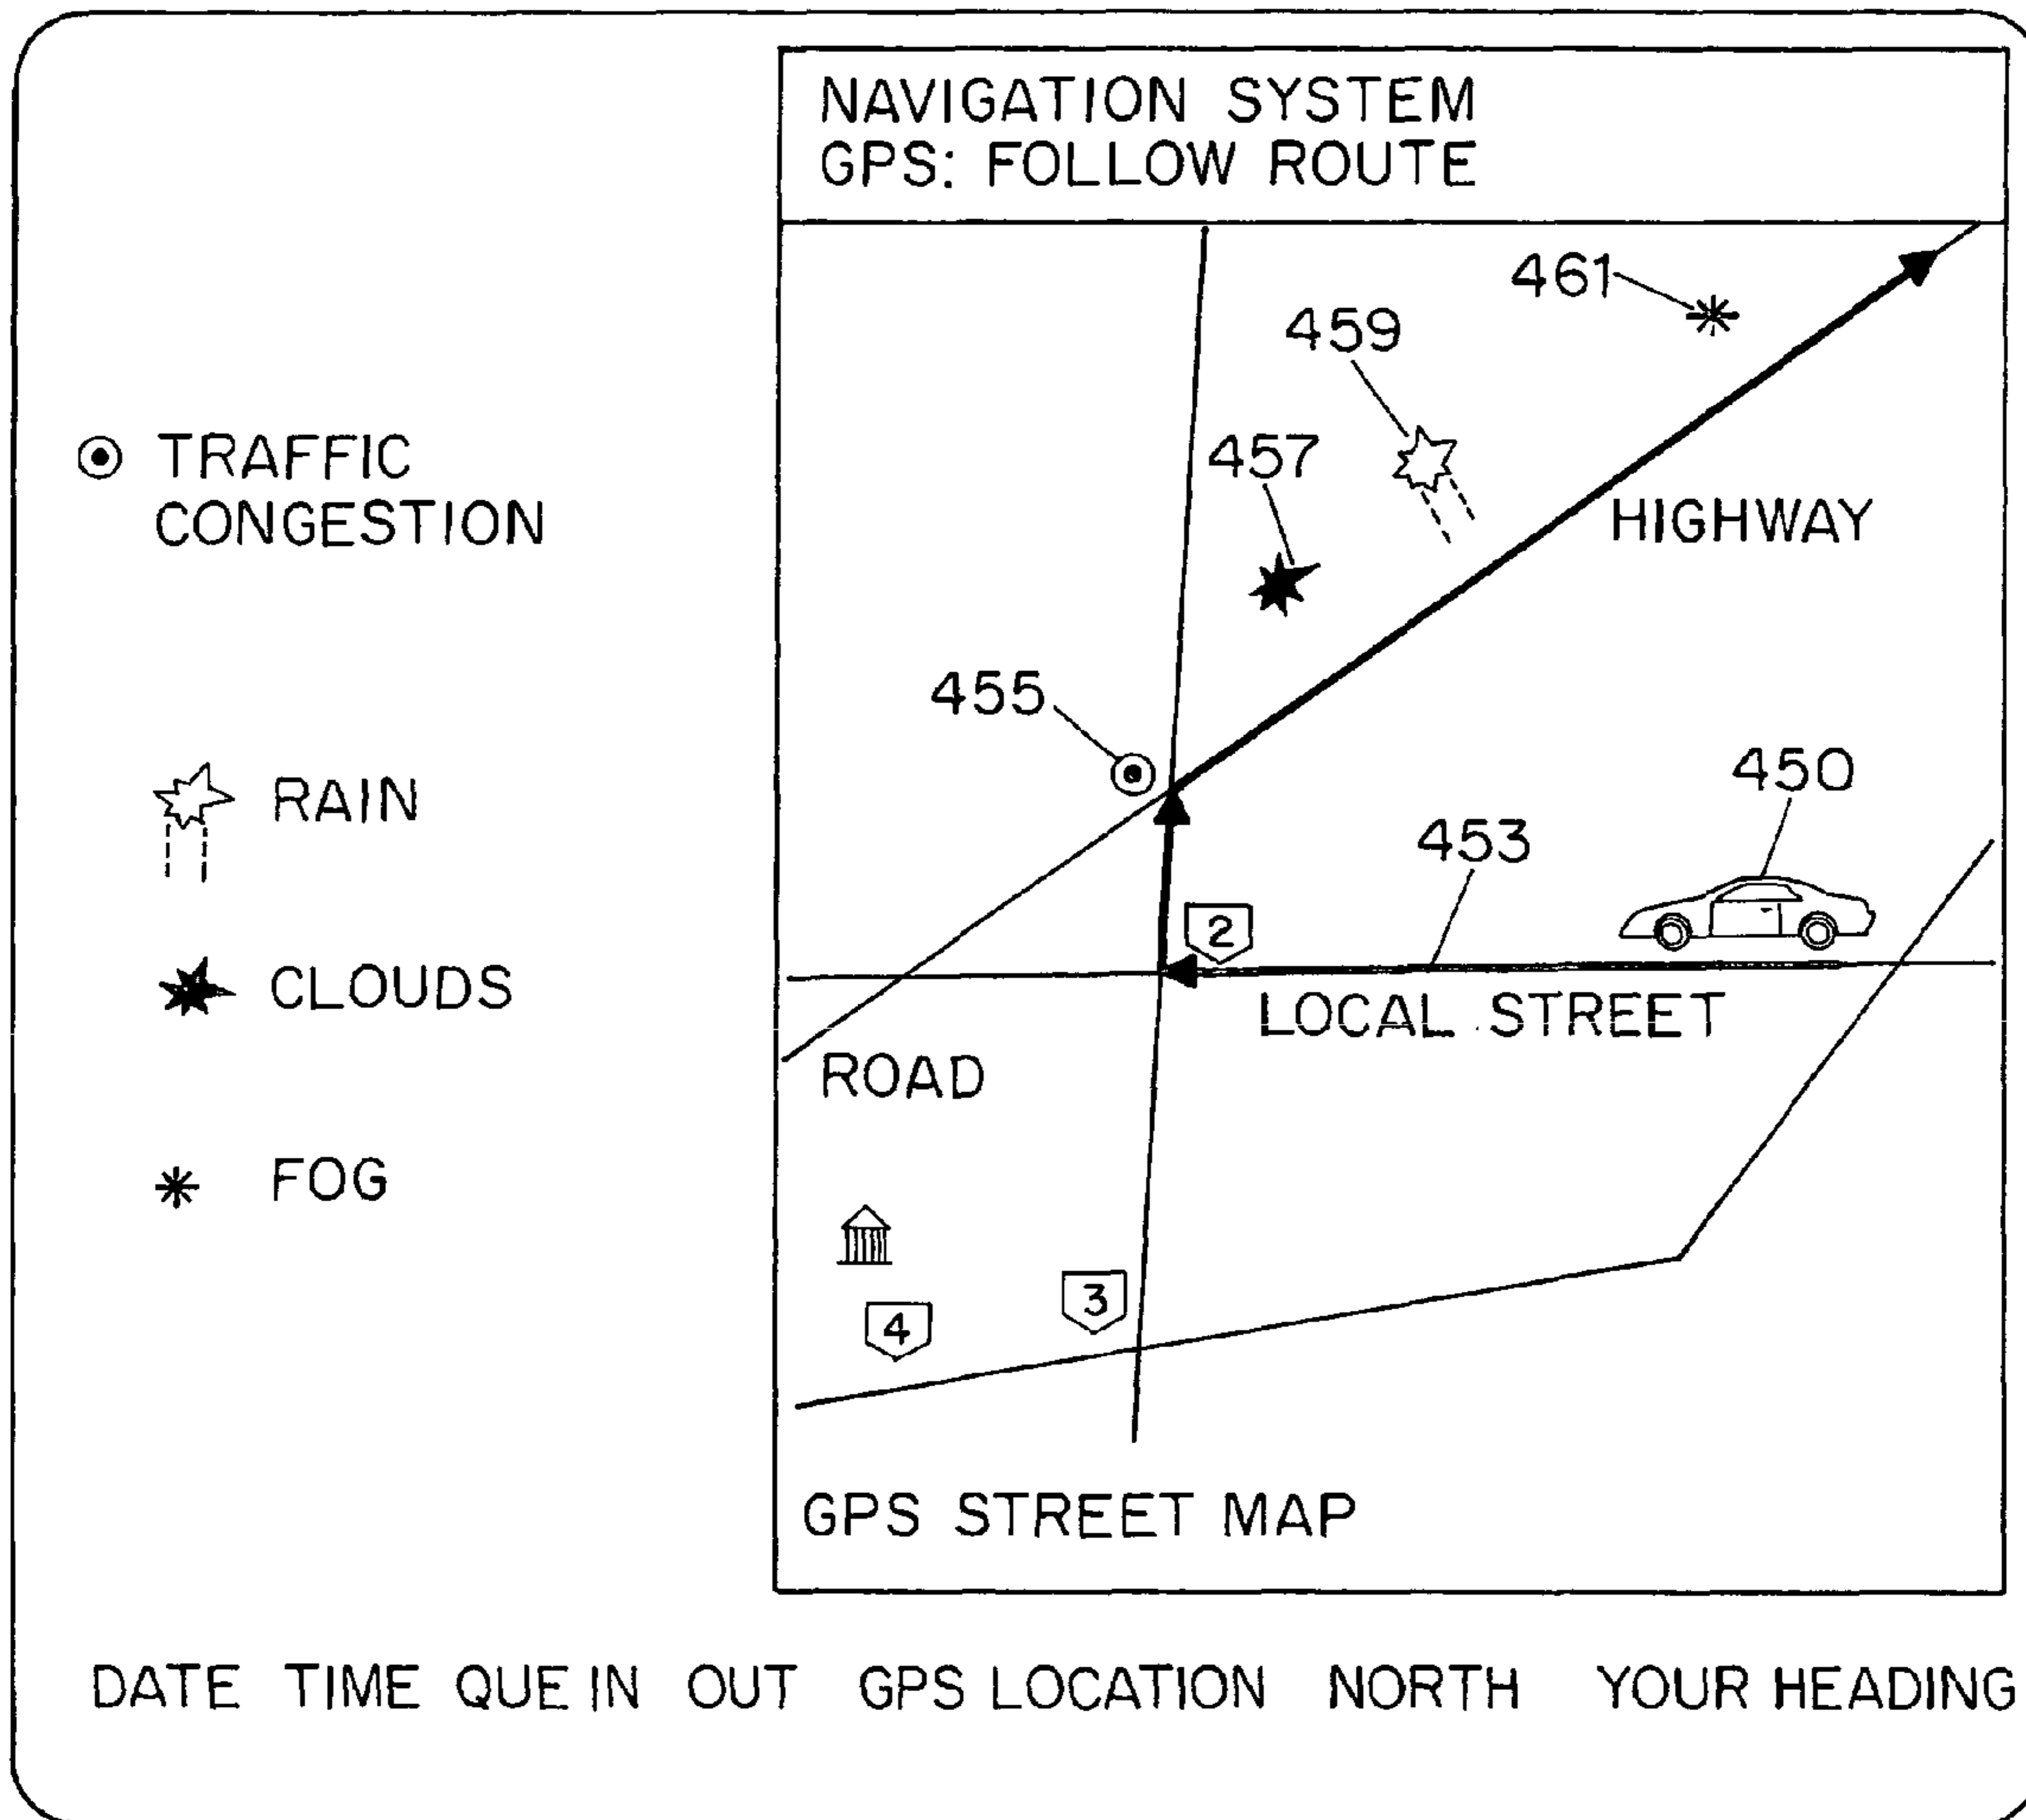 NAVIGATION SYSTEM
GPS: FOLLOW ROUTE
TRAFFIC
CONGESTION
RAIN
CLOUDS
FOG
461
459
457
HIGHWAY
455
450
453
2
LOCAL STREET
ROAD
3
4
GPS STREET MAP
DATE TIME QUE IN OUT GPS LOCATION NORTH YOUR HEADING